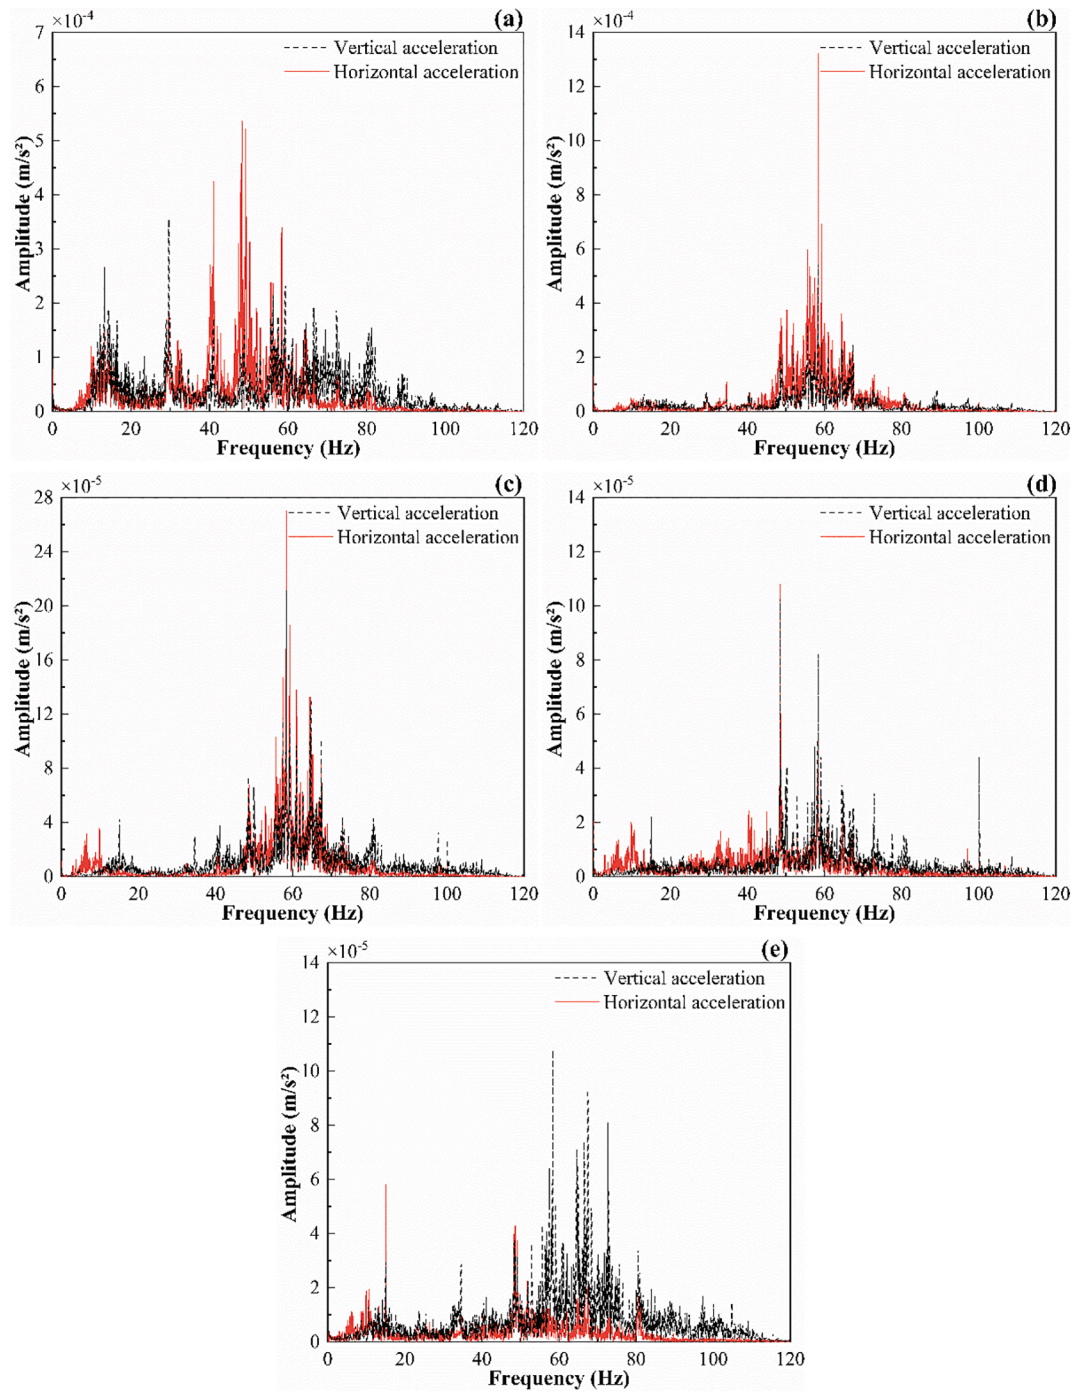 (a)
×10⁻⁴
7
6
5
4
3
2
1
0
Amplitude (m/s²)
Vertical acceleration
Horizontal acceleration
0 20 40 60 80 100 120
Frequency (Hz)
(b)
×10⁻⁴
14
12
10
8
6
4
2
0
Amplitude (m/s²)
Vertical acceleration
Horizontal acceleration
0 20 40 60 80 100 120
Frequency (Hz)
(c)
×10⁻⁵
28
24
20
16
12
8
4
0
Amplitude (m/s²)
Vertical acceleration
Horizontal acceleration
0 20 40 60 80 100 120
Frequency (Hz)
(d)
×10⁻⁵
14
12
10
8
6
4
2
0
Amplitude (m/s²)
Vertical acceleration
Horizontal acceleration
0 20 40 60 80 100 120
Frequency (Hz)
(e)
×10⁻⁵
14
12
10
8
6
4
2
0
Amplitude (m/s²)
Vertical acceleration
Horizontal acceleration
0 20 40 60 80 100 120
Frequency (Hz)